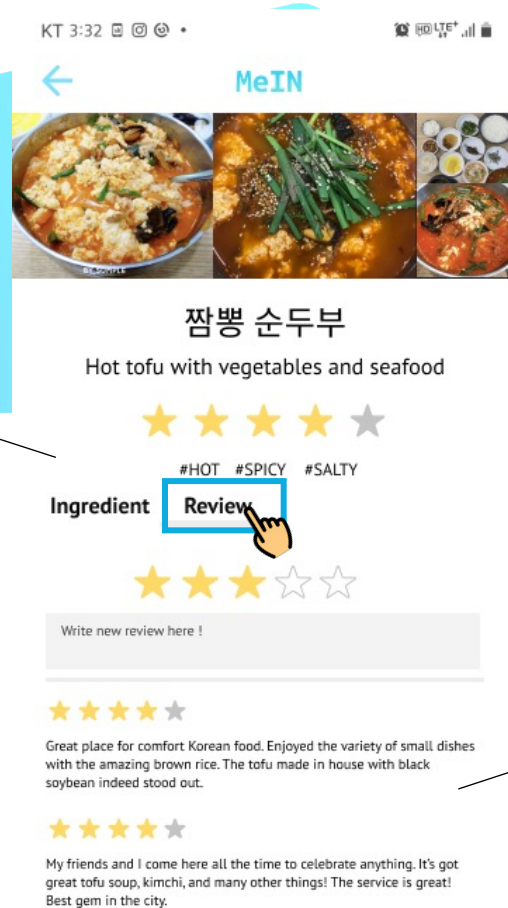 KT 3:32
HD LTE+
MeIN
BY SOMPLE
짬뽕 순두부
Hot tofu with vegetables and seafood
#HOT #SPICY #SALTY
Ingredient Review
Write new review here !
Great place for comfort Korean food. Enjoyed the variety of small dishes
with the amazing brown rice. The tofu made in house with black
soybean indeed stood out.
My friends and I come here all the time to celebrate anything. It's got
great tofu soup, kimchi, and many other things! The service is great!
Best gem in the city.